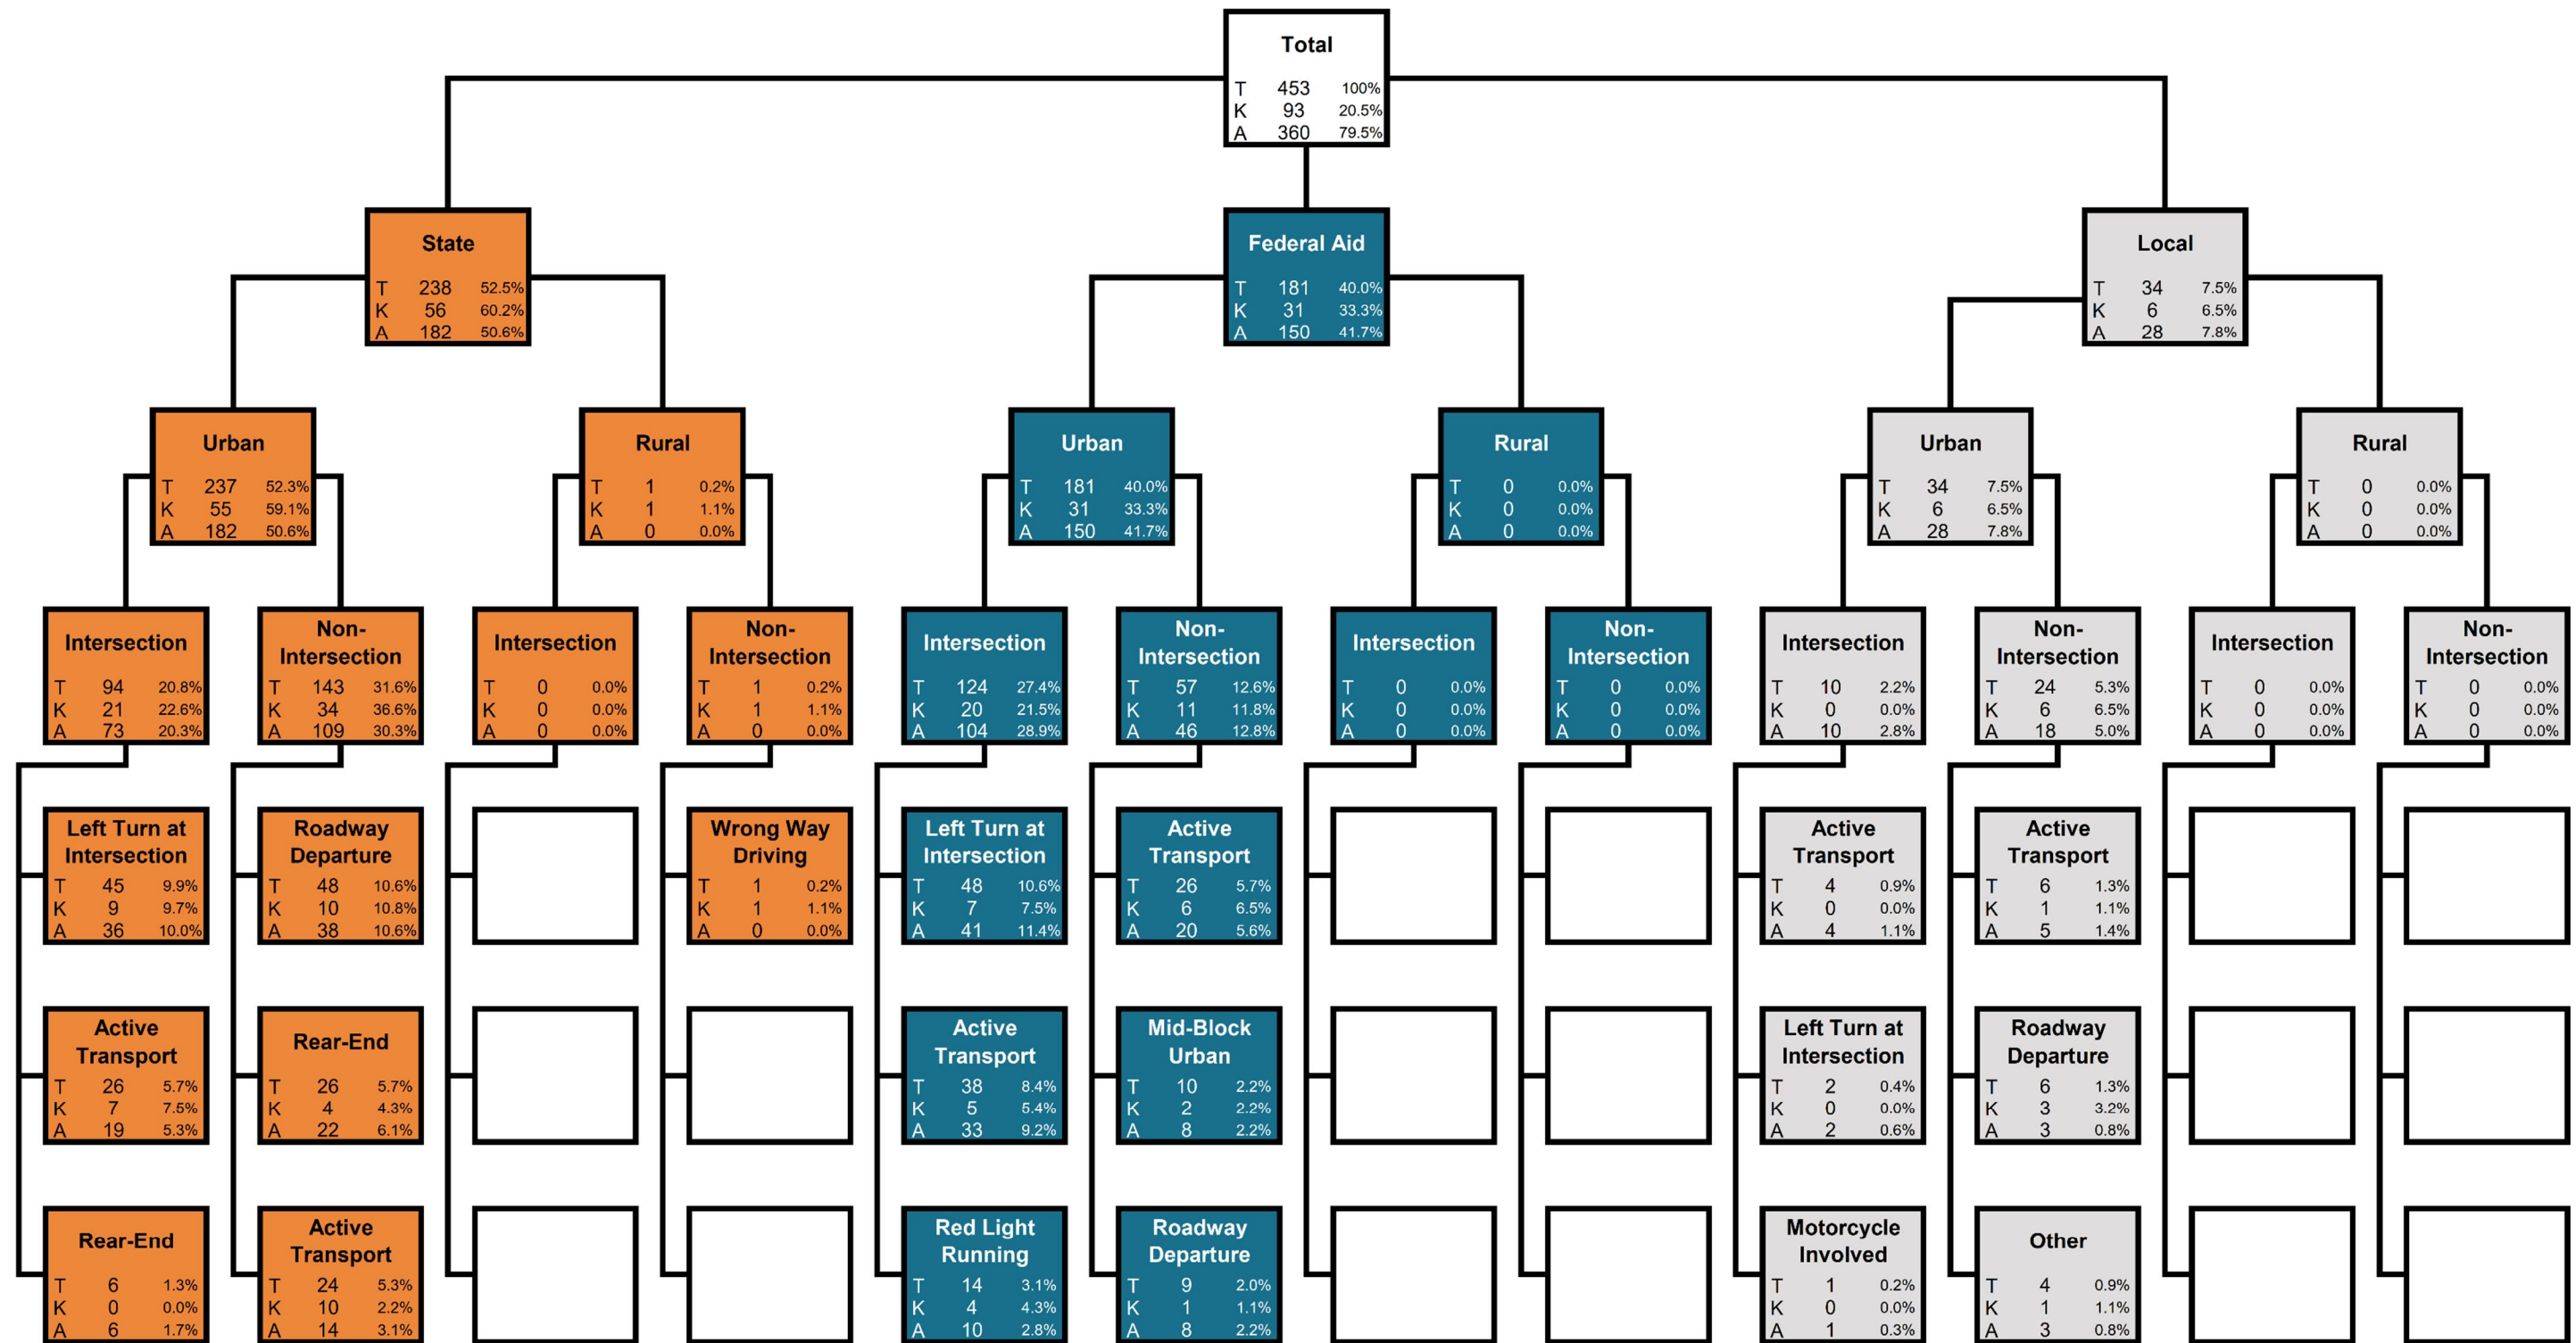 Total
T 453 100%
K 93 20.5%
A 360 79.5%
State
T 238 52.5%
K 56 60.2%
A 182 50.6%
Federal Aid
T 181 40.0%
K 31 33.3%
A 150 41.7%
Local
T 34 7.5%
K 6 6.5%
A 28 7.8%
Urban
T 237 52.3%
K 55 59.1%
A 182 50.6%
Rural
T 1 0.2%
K 1 1.1%
A 0 0.0%
Urban
T 181 40.0%
K 31 33.3%
A 150 41.7%
Rural
T 0 0.0%
K 0 0.0%
A 0 0.0%
Urban
T 34 7.5%
K 6 6.5%
A 28 7.8%
Rural
T 0 0.0%
K 0 0.0%
A 0 0.0%
Intersection
T 94 20.8%
K 21 22.6%
A 73 20.3%
Non-
Intersection
T 143 31.6%
K 34 36.6%
A 109 30.3%
Intersection
T 0 0.0%
K 0 0.0%
A 0 0.0%
Non-
Intersection
T 1 0.2%
K 1 1.1%
A 0 0.0%
Intersection
T 124 27.4%
K 20 21.5%
A 104 28.9%
Non-
Intersection
T 57 12.6%
K 11 11.8%
A 46 12.8%
Intersection
T 0 0.0%
K 0 0.0%
A 0 0.0%
Non-
Intersection
T 0 0.0%
K 0 0.0%
A 0 0.0%
Intersection
T 10 2.2%
K 0 0.0%
A 10 2.8%
Non-
Intersection
T 24 5.3%
K 6 6.5%
A 18 5.0%
Intersection
T 0 0.0%
K 0 0.0%
A 0 0.0%
Non-
Intersection
T 0 0.0%
K 0 0.0%
A 0 0.0%
Left Turn at
Intersection
T 45 9.9%
K 9 9.7%
A 36 10.0%
Roadway
Departure
T 48 10.6%
K 10 10.8%
A 38 10.6%
Wrong Way
Driving
T 1 0.2%
K 1 1.1%
A 0 0.0%
Left Turn at
Intersection
T 48 10.6%
K 7 7.5%
A 41 11.4%
Active
Transport
T 26 5.7%
K 6 6.5%
A 20 5.6%
Active
Transport
T 4 0.9%
K 0 0.0%
A 4 1.1%
Active
Transport
T 6 1.3%
K 1 1.1%
A 5 1.4%
Active
Transport
T 26 5.7%
K 7 7.5%
A 19 5.3%
Rear-End
T 26 5.7%
K 4 4.3%
A 22 6.1%
Active
Transport
T 38 8.4%
K 5 5.4%
A 33 9.2%
Mid-Block
Urban
T 10 2.2%
K 2 2.2%
A 8 2.2%
Left Turn at
Intersection
T 2 0.4%
K 0 0.0%
A 2 0.6%
Roadway
Departure
T 6 1.3%
K 3 3.2%
A 3 0.8%
Rear-End
T 6 1.3%
K 0 0.0%
A 6 1.7%
Active
Transport
T 24 5.3%
K 10 2.2%
A 14 3.1%
Red Light
Running
T 14 3.1%
K 4 4.3%
A 10 2.8%
Roadway
Departure
T 9 2.0%
K 1 1.1%
A 8 2.2%
Motorcycle
Involved
T 1 0.2%
K 0 0.0%
A 1 0.3%
Other
T 4 0.9%
K 1 1.1%
A 3 0.8%